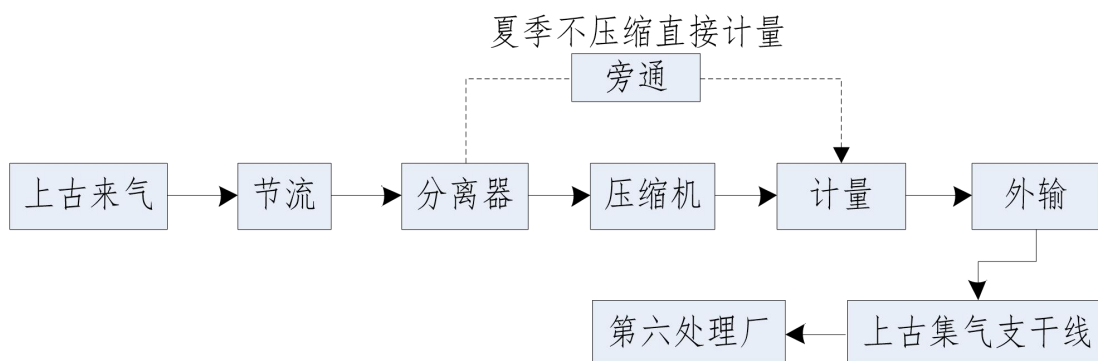 夏季不压缩直接计量
旁通
上古来气
节流
分离器
压缩机
计量
外输
第六处理厂
上古集气支干线